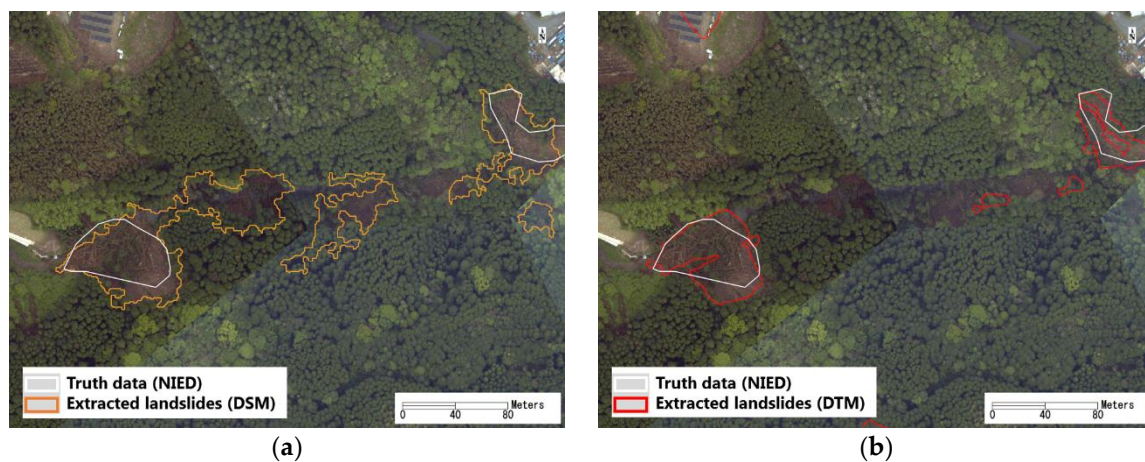 Truth data (NIED)
Extracted landslides (DSM)
Meters
0 40 80
(a)
Truth data (NIED)
Extracted landslides (DTM)
Meters
0 40 80
(b)